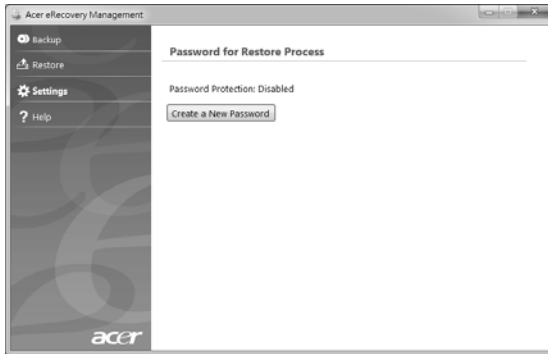 Acer eRecovery Management
Backup
Restore
Settings
Help
Password for Restore Process
Password Protection: Disabled
Create a New Password
acer